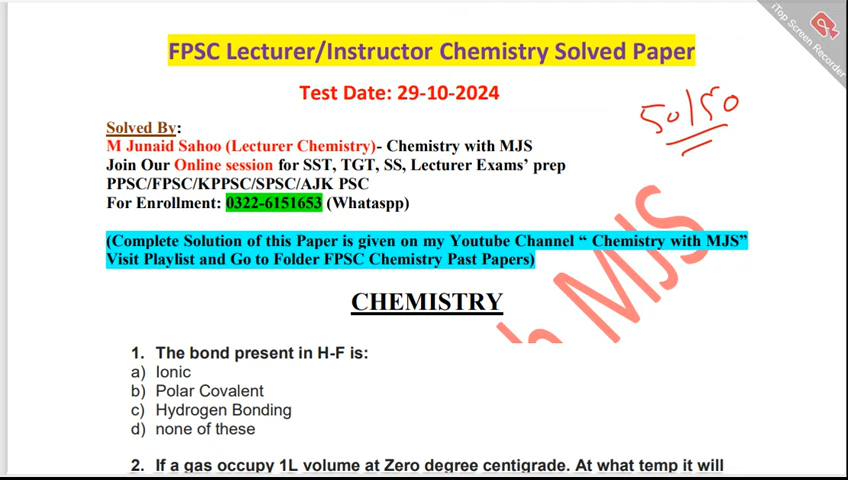 iTop Screen Recorder
FPSC Lecturer/Instructor Chemistry Solved Paper
Test Date: 29-10-2024
50/50
Solved By:
M Junaid Sahoo (Lecturer Chemistry)- Chemistry with MJS
Join Our Online session for SST, TGT, SS, Lecturer Exams’ prep
PPSC/FPSC/KPPSC/SPSC/AJK PSC
For Enrollment: 0322-6151653 (Whataspp)
(Complete Solution of this Paper is given on my Youtube Channel “ Chemistry with MJS”
Visit Playlist and Go to Folder FPSC Chemistry Past Papers)
MJS
CHEMISTRY
1. The bond present in H-F is:
a) Ionic
b) Polar Covalent
c) Hydrogen Bonding
d) none of these
2. If a gas occupy 1L volume at Zero degree centigrade. At what temp it will